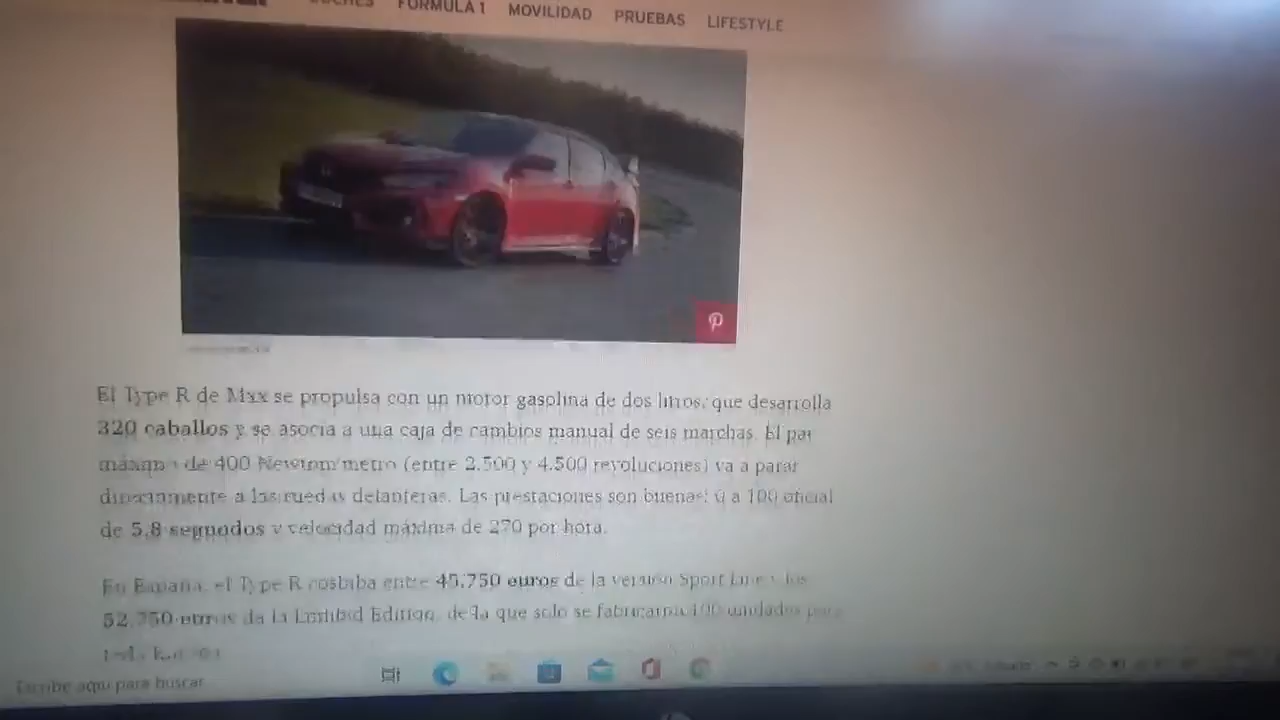 COCHES FÓRMULA 1 MOVILIDAD PRUEBAS LIFESTYLE
El Type R de Max se propulsa con un motor gasolina de dos litros, que desarrolla
320 caballos y se asocia a una caja de cambios manual de seis marchas. El par
máximo de 400 Newton/metro (entre 2.500 y 4.500 revoluciones) va a parar
directamente a las ruedas delanteras. Las prestaciones son buenas: 0 a 100 oficial
de 5,8 segundos y velocidad máxima de 270 por hora.
En España, el Type R costaba entre 45.750 euros de la versión Sport Line y los
52.750 euros de la Limited Edition, de la que solo se fabricaron 100 unidades para
Escribe aquí para buscar